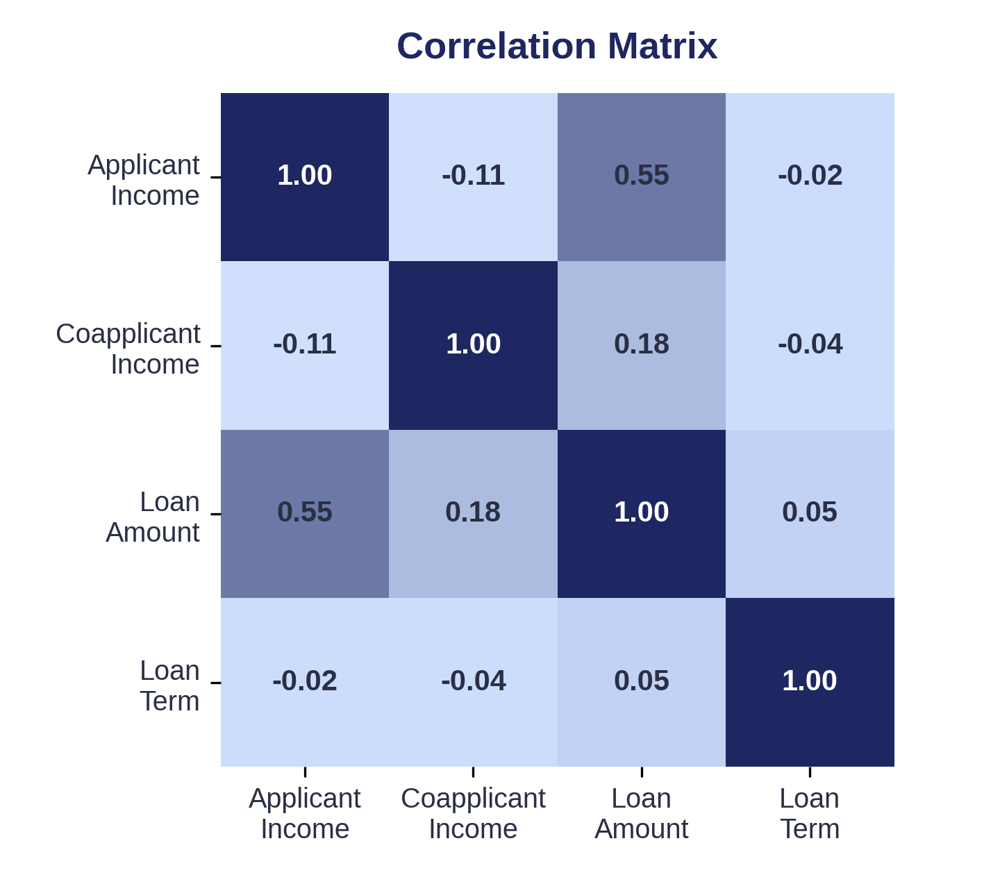 Correlation Matrix
Applicant
Income
1.00
-0.11
0.55
-0.02
Coapplicant
Income
-0.11
1.00
0.18
-0.04
Loan
Amount
0.55
0.18
1.00
0.05
Loan
Term
-0.02
-0.04
0.05
1.00
Applicant
Income
Coapplicant
Income
Loan
Amount
Loan
Term